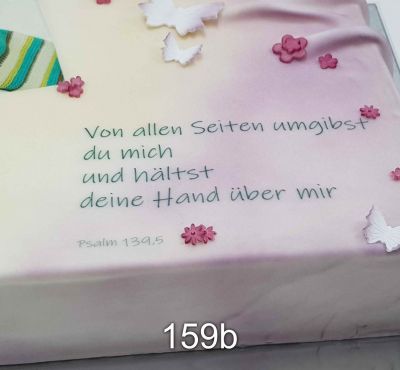 Von allen Seiten umgibst
du mich
und hältst
deine Hand über mir
Psalm 139,5
159b